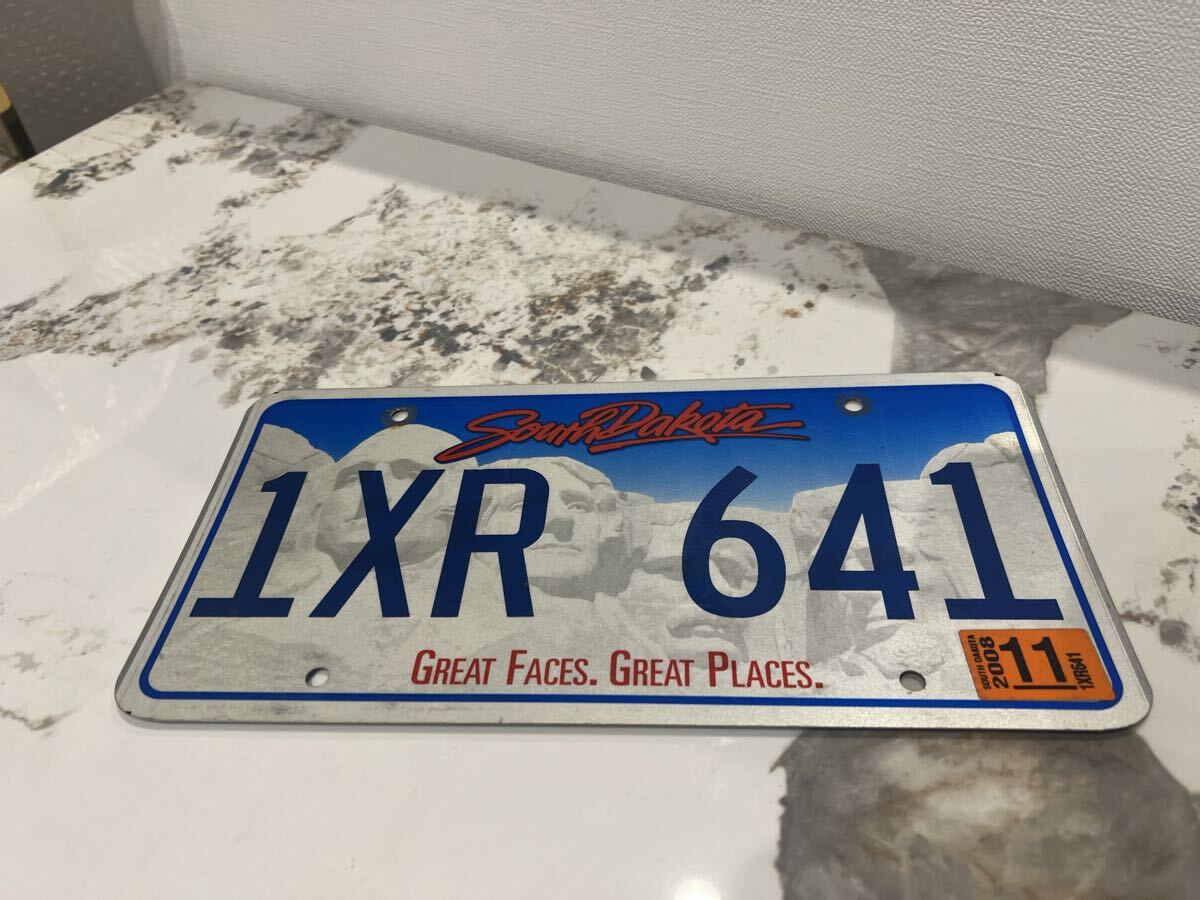 South Dakota
1XR 641
GREAT FACES. GREAT PLACES.
SOUTH DAKOTA
2008
11
1XR641